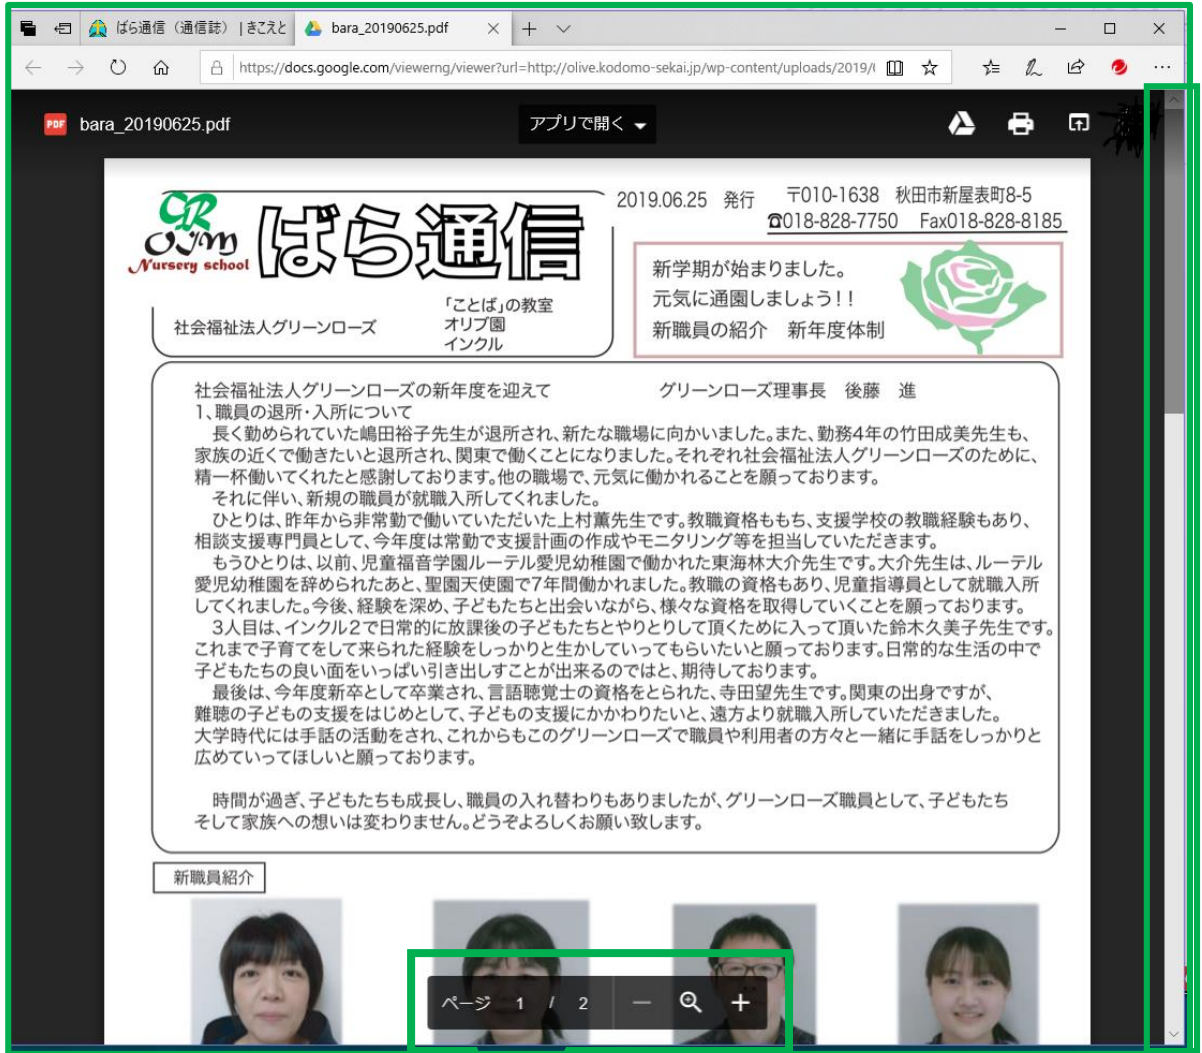 ばら通信（通信誌）|きこえと
bara_20190625.pdf
https://docs.google.com/viewerng/viewer?url=http://olive.kodomo-sekai.jp/wp-content/uploads/2019/
PDF
bara_20190625.pdf
アプリで開く
OR
Nursery school
ばら通信
「ことば」の教室
オリブ園
インクル
社会福祉法人グリーンローズ
2019.06.25 発行 〒010-1638 秋田市新屋表町8-5
☎018-828-7750 Fax018-828-8185
新学期が始まりました。
元気に通園しましょう!!
新職員の紹介 新年度体制
社会福祉法人グリーンローズの新年度を迎えて グリーンローズ理事長 後藤 進
1、職員の退所・入所について
長く勤められていた嶋田裕子先生が退所され、新たな職場に向かいました。また、勤務4年の竹田成美先生も、
家族の近くで働きたいと退所され、関東で働くことになりました。それぞれ社会福祉法人グリーンローズのために、
精一杯働いてくれたと感謝しております。他の職場で、元気に働かれることを願っております。
それに伴い、新規の職員が就職入所してくれました。
ひとりは、昨年から非常勤で働いていただいた上村薫先生です。教職資格ももち、支援学校の教職経験もあり、
相談支援専門員として、今年度は常勤で支援計画の作成やモニタリング等を担当していただきます。
もうひとりは、以前、児童福音学園ルーテル愛児幼稚園で働かれた東海林大介先生です。大介先生は、ルーテル
愛児幼稚園を辞められたあと、聖園天使園で7年間働かれました。教職の資格もあり、児童指導員として就職入所
してくれました。今後、経験を深め、子どもたちと出会いながら、様々な資格を取得していくことを願っております。
3人目は、インクル2で日常的に放課後の子どもたちとやりとりして頂くために入って頂いた鈴木久美子先生です。
これまで子育てをして来られた経験をしっかりと生かしていってもらいたいと願っております。日常的な生活の中で
子どもたちの良い面をいっぱい引き出しすことが出来るのではと、期待しております。
最後は、今年度新卒として卒業され、言語聴覚士の資格をとられた、寺田望先生です。関東の出身ですが、
難聴の子どもの支援をはじめとして、子どもの支援にかかわりたいと、遠方より就職入所していただきました。
大学時代には手話の活動をされ、これからもこのグリーンローズで職員や利用者の方々と一緒に手話をしっかりと
広めていってほしいと願っております。
時間が過ぎ、子どもたちも成長し、職員の入れ替わりもありましたが、グリーンローズ職員として、子どもたち
そして家族への想いは変わりません。どうぞよろしくお願い致します。
新職員紹介
ページ 1 / 2